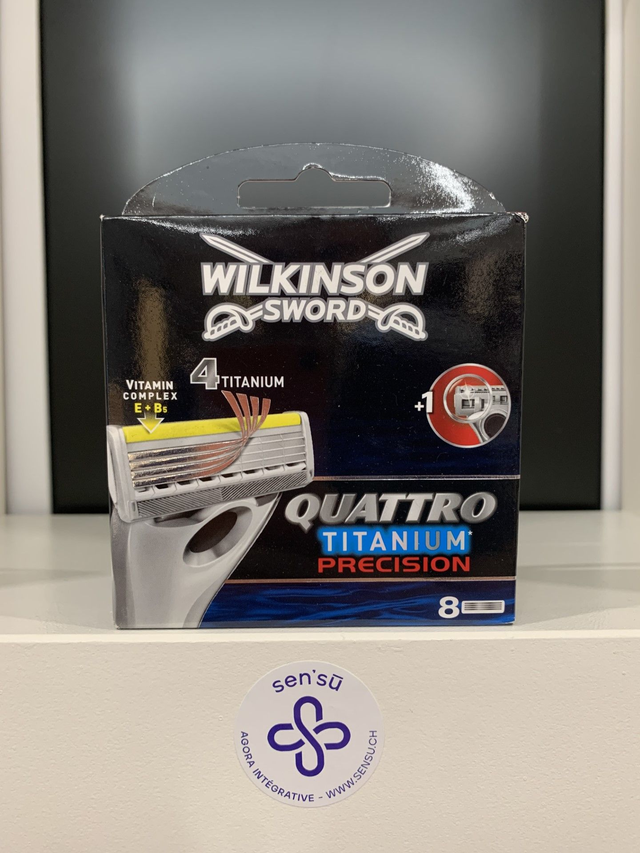 WILKINSON
SWORD
4 TITANIUM
VITAMIN
COMPLEX
E + B5
+1
QUATTRO
TITANIUM*
PRECISION
8
sen'sū
AGORA INTÉGRATIVE - WWW.SENSU.CH